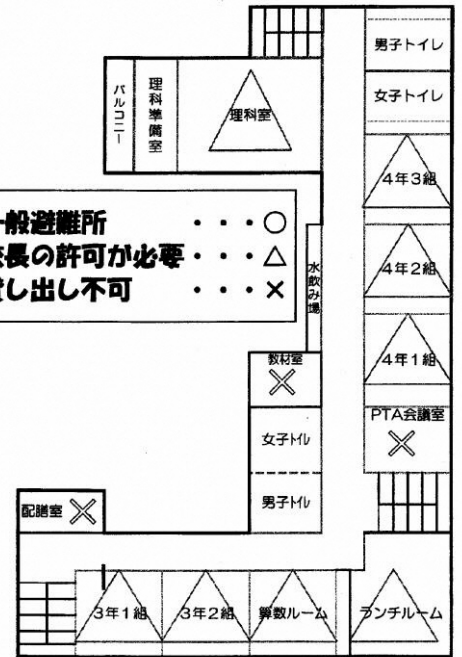 男子トイレ
女子トイレ
バルコニー
理科準備室
理科室
4年3組
一般避難所 ・・・○
長の許可が必要・・・△
し出し不可 ・・・×
4年2組
水飲み場
4年1組
教材室
PTA会議室
女子トイレ
男子トイレ
配膳室
3年1組
3年2組
算数ルーム
ランチルーム